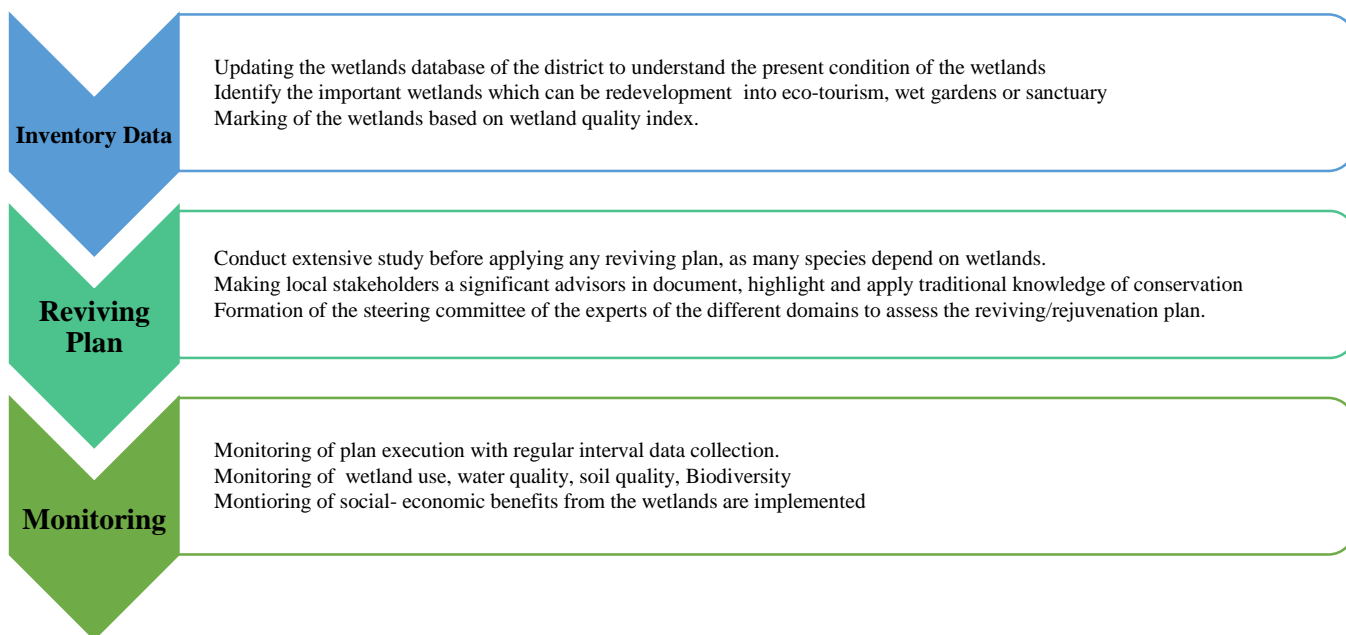 Inventory Data
Updating the wetlands database of the district to understand the present condition of the wetlands
Identify the important wetlands which can be redevelopment into eco-tourism, wet gardens or sanctuary
Marking of the wetlands based on wetland quality index.
Reviving
Plan
Conduct extensive study before applying any reviving plan, as many species depend on wetlands.
Making local stakeholders a significant advisors in document, highlight and apply traditional knowledge of conservation
Formation of the steering committee of the experts of the different domains to assess the reviving/rejuvenation plan.
Monitoring
Monitoring of plan execution with regular interval data collection.
Monitoring of wetland use, water quality, soil quality, Biodiversity
Montioring of social- economic benefits from the wetlands are implemented